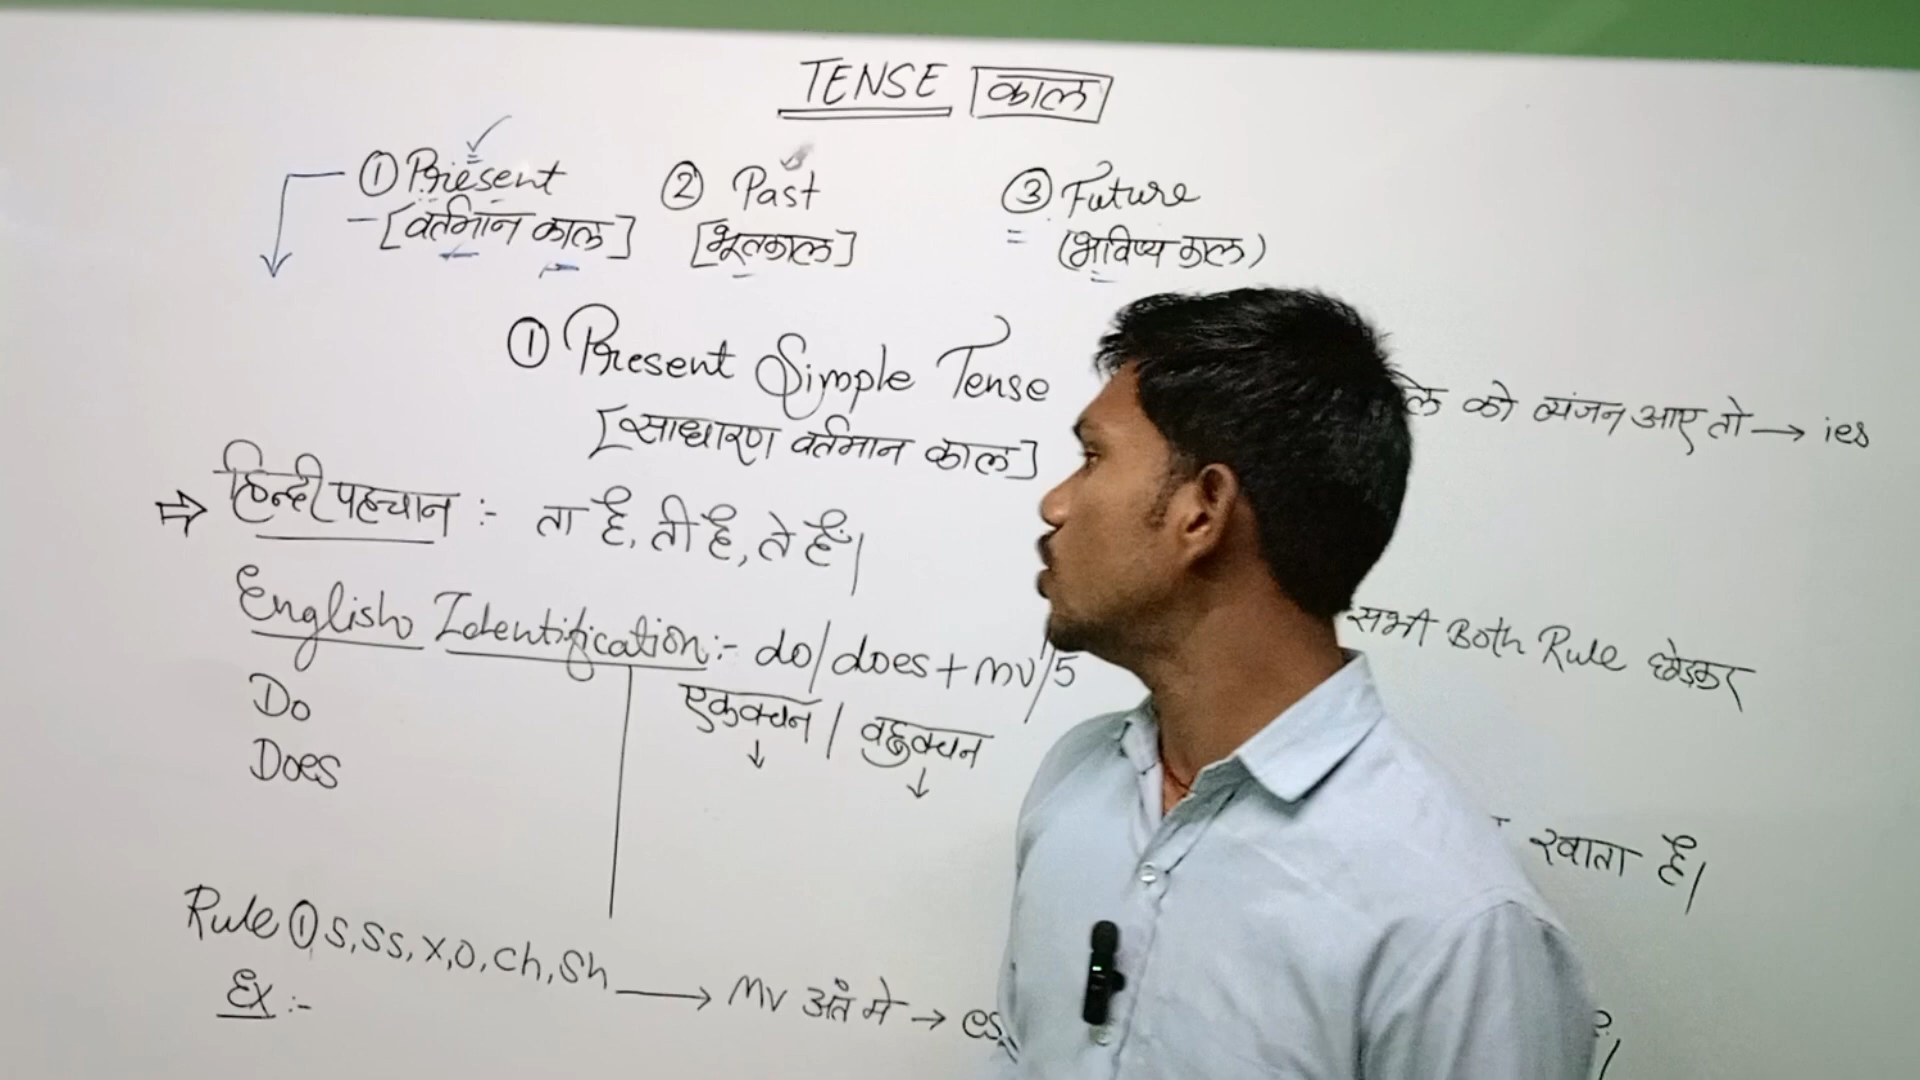 TENSE [काल]
① Present ② Past ③ Future
[वर्तमान काल] [भूतकाल] (भविष्य काल)
① Present Simple Tense
[साधारण वर्तमान काल]
⇒ हिन्दी पहचान :- ता है, ती है, ते हैं।
English Identification :- do/does + mv/5
Do
Does
एकवचन / बहुवचन
↓ ↓
Rule ① s, ss, x, o, ch, sh → mv अंत मे → es
Ex :-
को व्यंजन आए तो → ies
सभी Both Rule छोड़कर
खाता है।